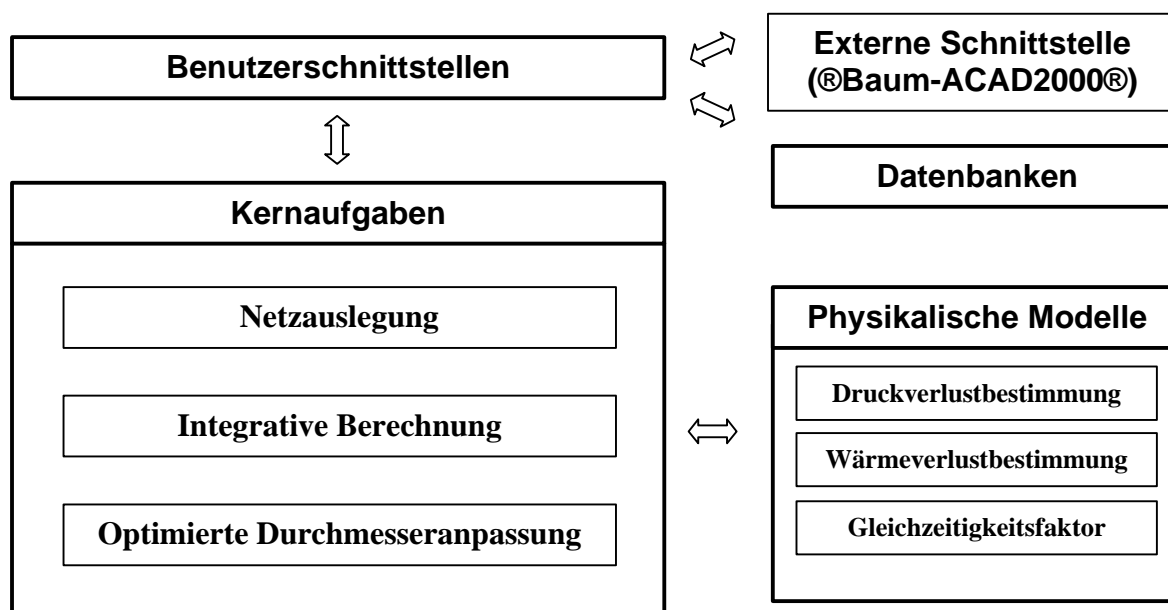 Benutzerschnittstellen
Externe Schnittstelle
(®Baum-ACAD2000®)
Datenbanken
Kernaufgaben
Netzauslegung
Integrative Berechnung
Optimierte Durchmesseranpassung
Physikalische Modelle
Druckverlustbestimmung
Wärmeverlustbestimmung
Gleichzeitigkeitsfaktor